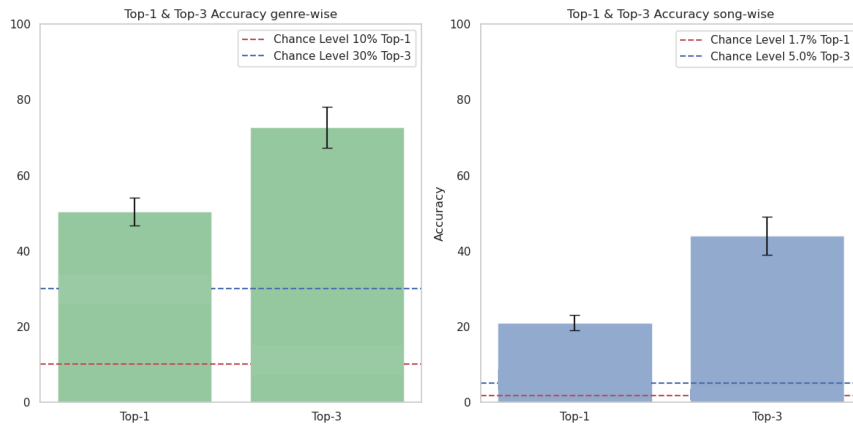 Top-1 & Top-3 Accuracy genre-wise
100
80
60
40
20
0
Chance Level 10% Top-1
Chance Level 30% Top-3
Top-1
Top-3
Top-1 & Top-3 Accuracy song-wise
Accuracy
100
80
60
40
20
0
Chance Level 1.7% Top-1
Chance Level 5.0% Top-3
Top-1
Top-3